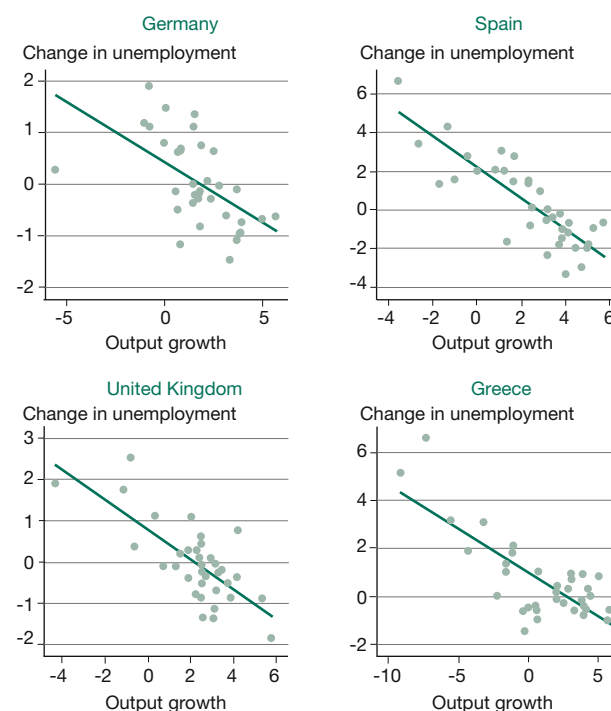 Germany
Change in unemployment
2
1
0
-1
-2
-5 0 5
Output growth
Spain
Change in unemployment
6
4
2
0
-2
-4
-4 -2 0 2 4 6
Output growth
United Kingdom
Change in unemployment
3
2
1
0
-1
-2
-4 -2 0 2 4 6
Output growth
Greece
Change in unemployment
6
4
2
0
-2
-10 -5 0 5
Output growth